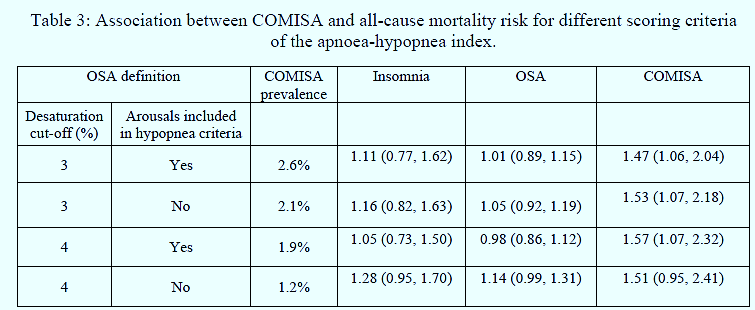 Table 3: Association between COMISA and all-cause mortality risk for different scoring criteria
of the apnoea-hypopnea index.
OSA definition COMISA prevalence Insomnia OSA COMISA
Desaturation cut-off (%) Arousals included in hypopnea criteria
3 Yes 2.6% 1.11 (0.77, 1.62) 1.01 (0.89, 1.15) 1.47 (1.06, 2.04)
3 No 2.1% 1.16 (0.82, 1.63) 1.05 (0.92, 1.19) 1.53 (1.07, 2.18)
4 Yes 1.9% 1.05 (0.73, 1.50) 0.98 (0.86, 1.12) 1.57 (1.07, 2.32)
4 No 1.2% 1.28 (0.95, 1.70) 1.14 (0.99, 1.31) 1.51 (0.95, 2.41)